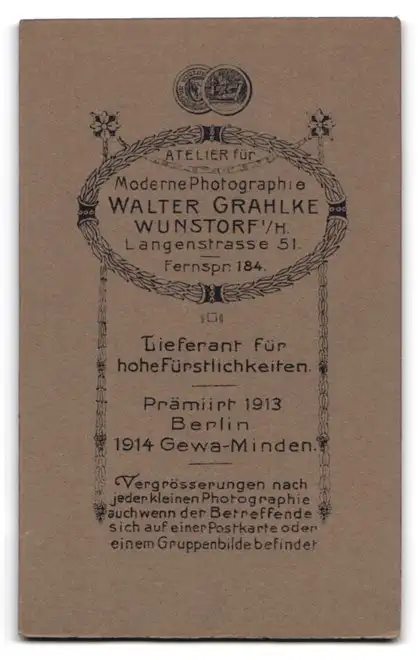 ATELIER für
Moderne Photographie
WALTER GRAHLKE
WUNSTORF I/H.
Langenstrasse 51.
Fernspr. 184.
Lieferant für
hohe Fürstlichkeiten.
Prämiirt 1913
Berlin
1914 Gewa-Minden.
Vergrösserungen nach
jeder kleinen Photographie
auch wenn der Betreffende
sich auf einer Postkarte oder
einem Gruppenbilde befindet